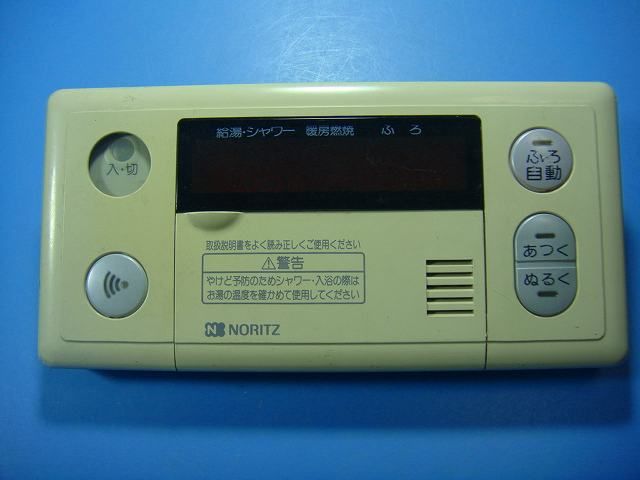 給湯・シャワー 暖房燃焼 ふろ
入・切
ふろ
自動
取扱説明書をよく読み正しくご使用ください
警告
やけど予防のためシャワー・入浴の際は
お湯の温度を確かめて使用してください
あつく
ぬるく
NORITZ